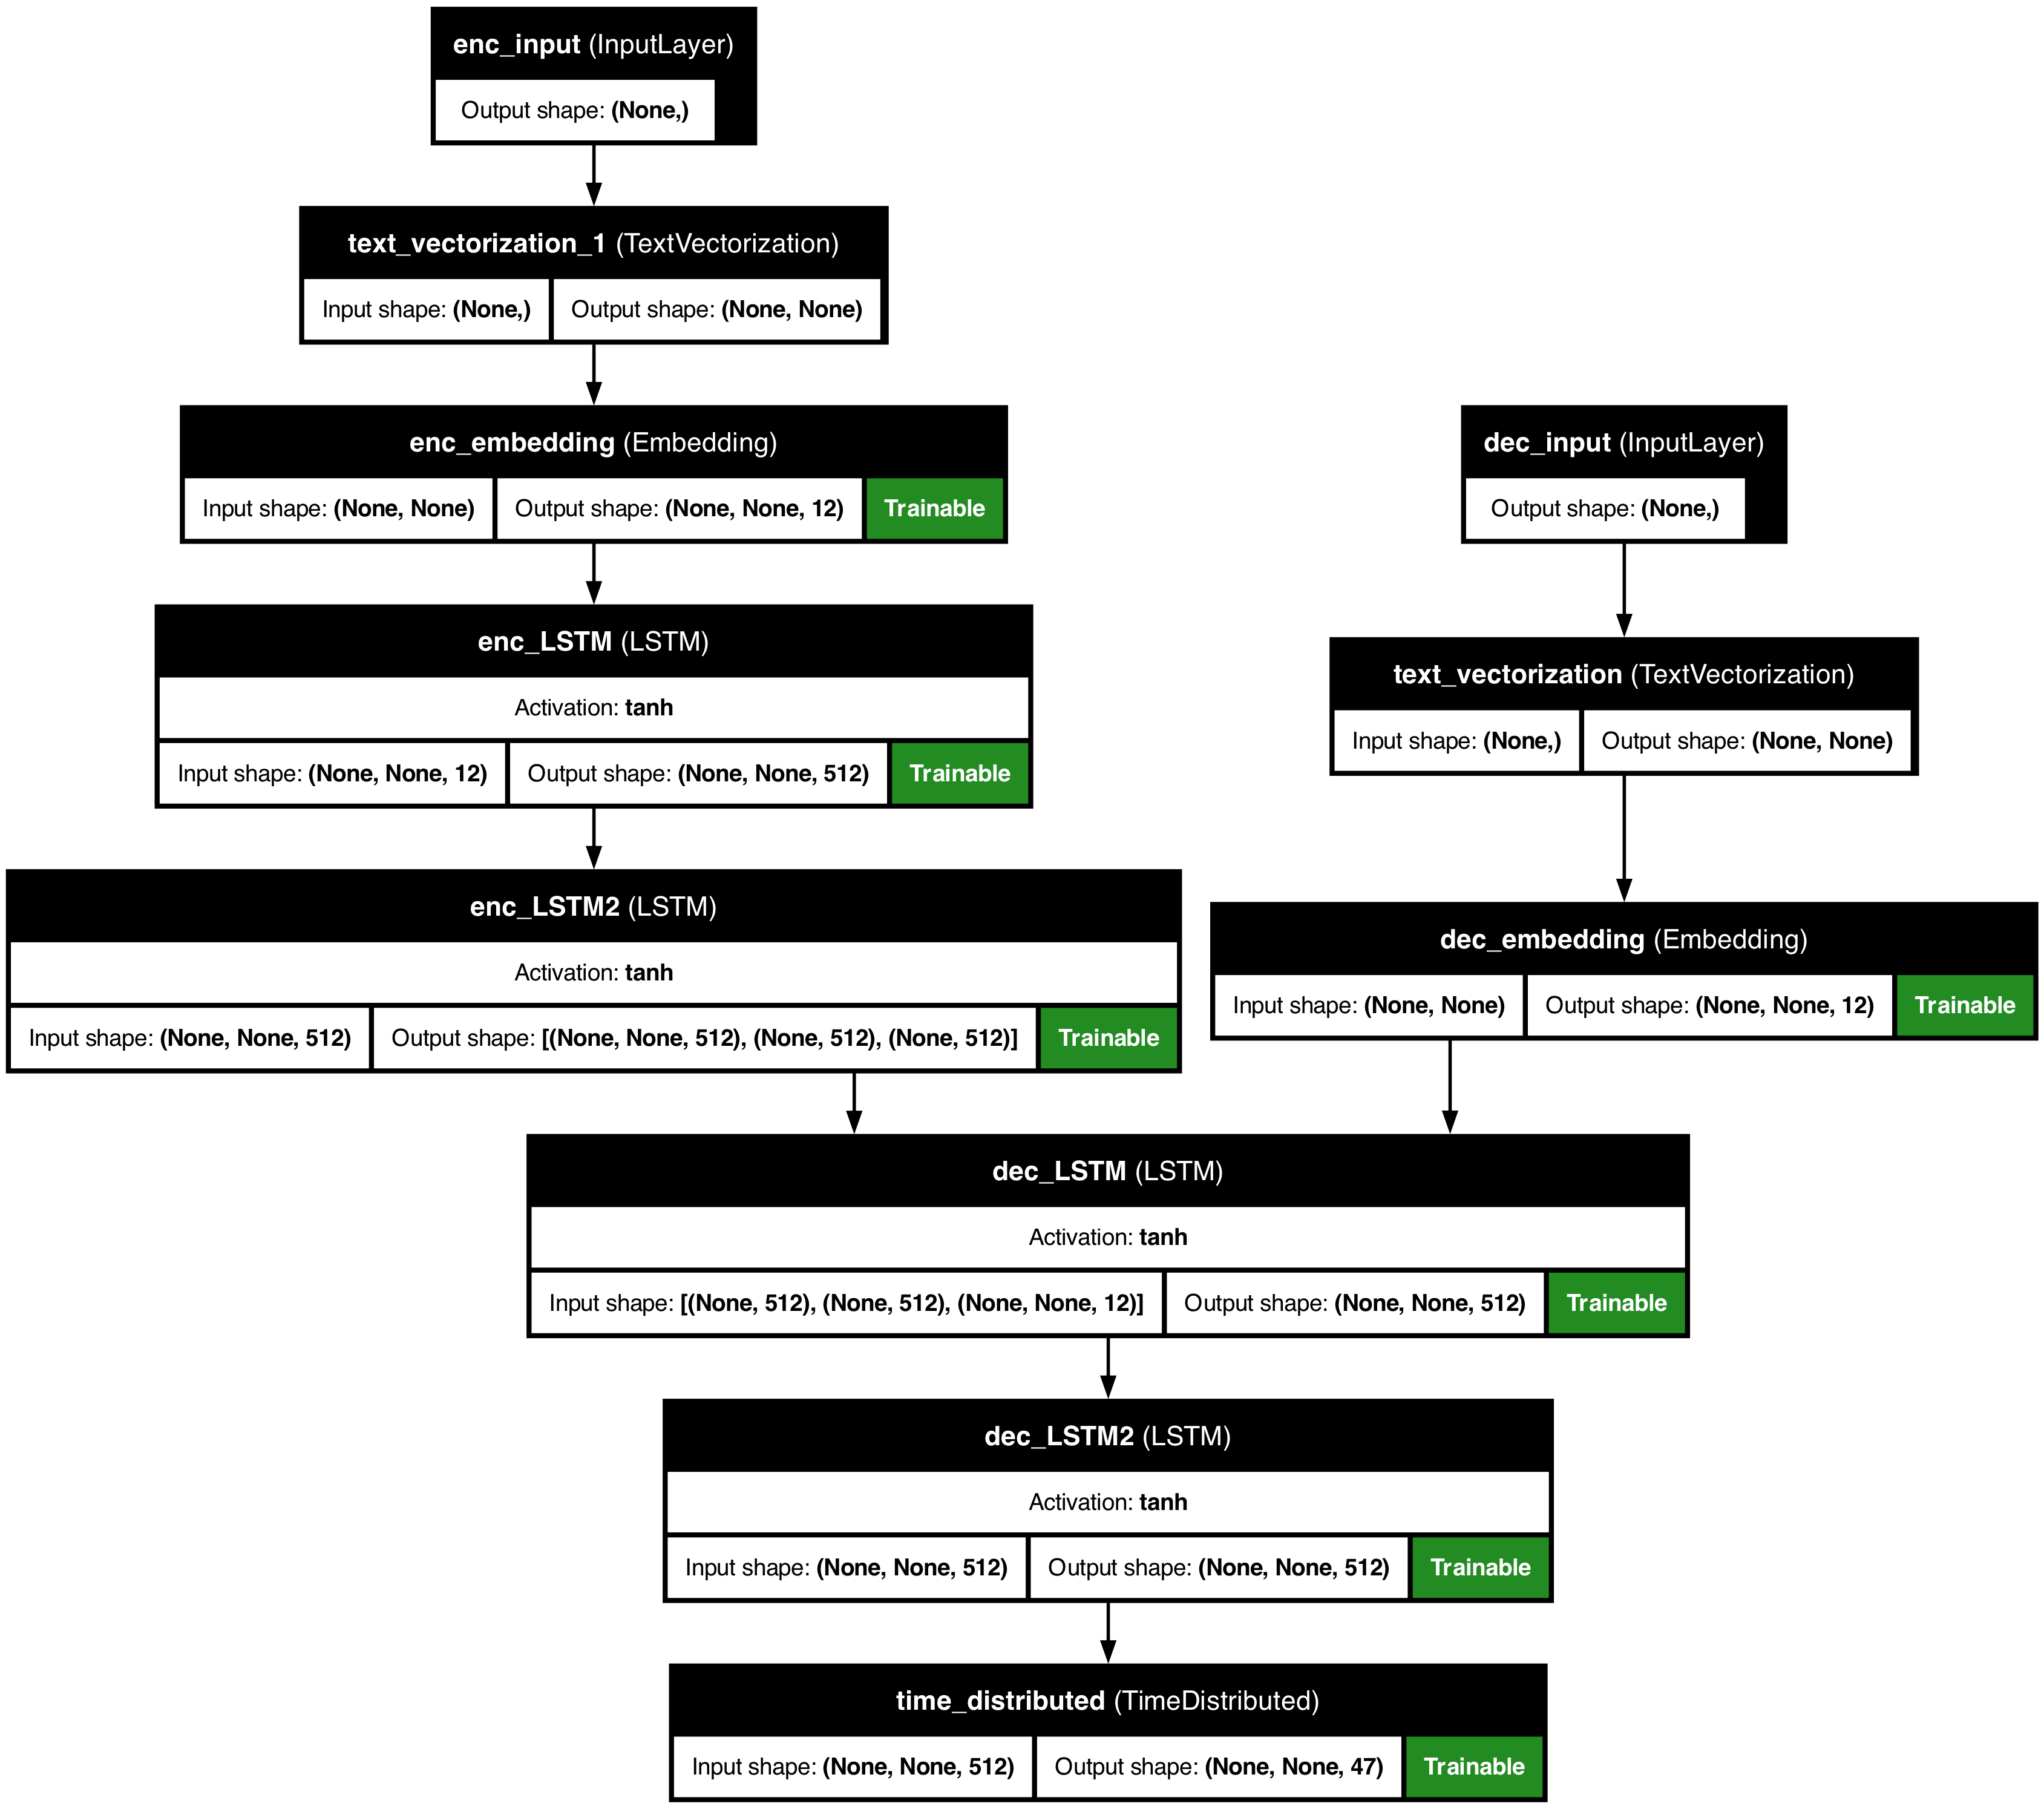 enc_input (InputLayer)
Output shape: (None,)
text_vectorization_1 (TextVectorization)
Input shape: (None,) Output shape: (None, None)
enc_embedding (Embedding)
Input shape: (None, None) Output shape: (None, None, 12) Trainable
enc_LSTM (LSTM)
Activation: tanh
Input shape: (None, None, 12) Output shape: (None, None, 512) Trainable
enc_LSTM2 (LSTM)
Activation: tanh
Input shape: (None, None, 512) Output shape: [(None, None, 512), (None, 512), (None, 512)] Trainable
dec_input (InputLayer)
Output shape: (None,)
text_vectorization (TextVectorization)
Input shape: (None,) Output shape: (None, None)
dec_embedding (Embedding)
Input shape: (None, None) Output shape: (None, None, 12) Trainable
dec_LSTM (LSTM)
Activation: tanh
Input shape: [(None, 512), (None, 512), (None, None, 12)] Output shape: (None, None, 512) Trainable
dec_LSTM2 (LSTM)
Activation: tanh
Input shape: (None, None, 512) Output shape: (None, None, 512) Trainable
time_distributed (TimeDistributed)
Input shape: (None, None, 512) Output shape: (None, None, 47) Trainable